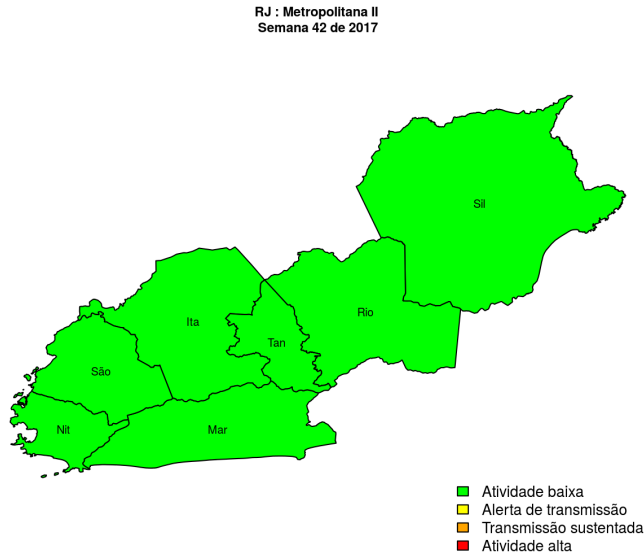 RJ : Metropolitana II
Semana 42 de 2017
Sil
Rio
Ita
Tan
São
Nit
Mar
Atividade baixa
Alerta de transmissão
Transmissão sustentada
Atividade alta